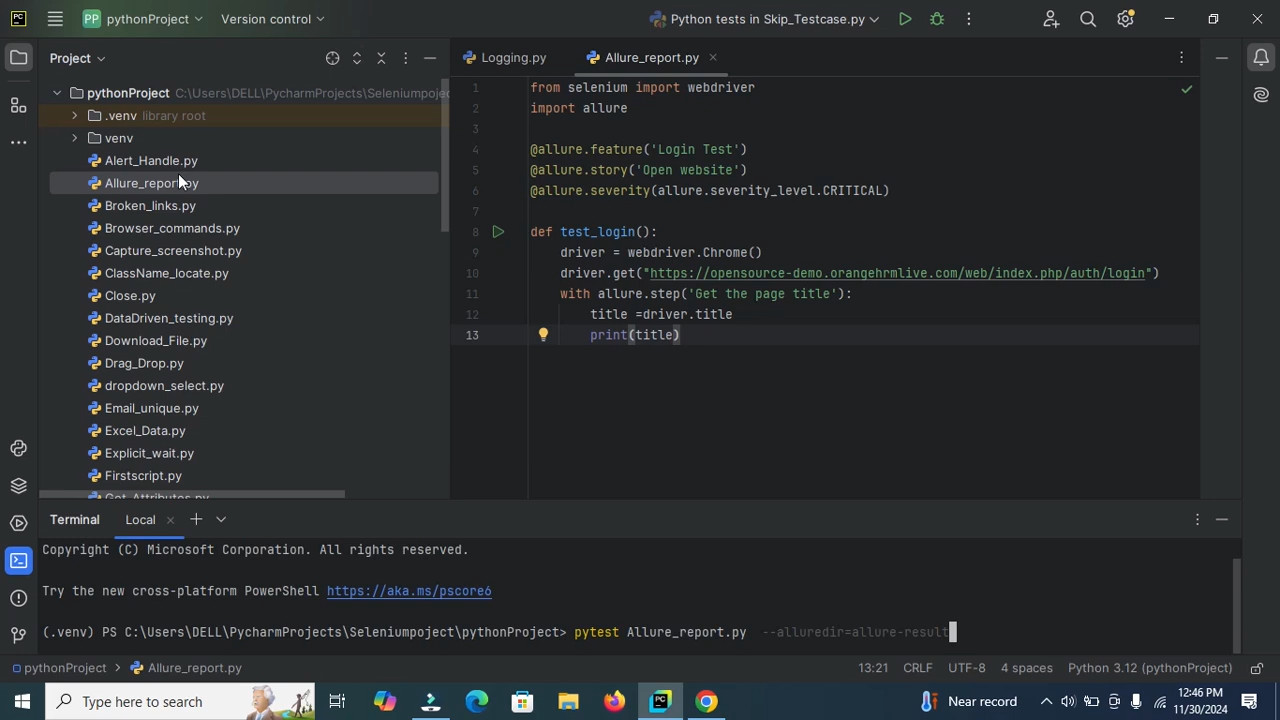 PP pythonProject
Version control
Python tests in Skip_Testcase.py
Project
pythonProject C:\Users\DELL\PycharmProjects\Seleniumpojec
.venv library root
venv
Alert_Handle.py
Allure_report.py
Broken_links.py
Browser_commands.py
Capture_screenshot.py
ClassName_locate.py
Close.py
DataDriven_testing.py
Download_File.py
Drag_Drop.py
dropdown_select.py
Email_unique.py
Excel_Data.py
Explicit_wait.py
Firstscript.py
Get_Attributes.py
Logging.py
Allure_report.py
1 from selenium import webdriver
2 import allure
3
4 @allure.feature('Login Test')
5 @allure.story('Open website')
6 @allure.severity(allure.severity_level.CRITICAL)
7
8 def test_login():
9 driver = webdriver.Chrome()
10 driver.get("https://opensource-demo.orangehrmlive.com/web/index.php/auth/login")
11 with allure.step('Get the page title'):
12 title =driver.title
13 print(title)
Terminal
Local
Copyright (C) Microsoft Corporation. All rights reserved.
Try the new cross-platform PowerShell https://aka.ms/pscore6
(.venv) PS C:\Users\DELL\PycharmProjects\Seleniumpoject\pythonProject> pytest Allure_report.py --alluredir=allure-result
pythonProject > Allure_report.py
13:21 CRLF UTF-8 4 spaces Python 3.12 (pythonProject)
Type here to search
Near record
12:46 PM
11/30/2024